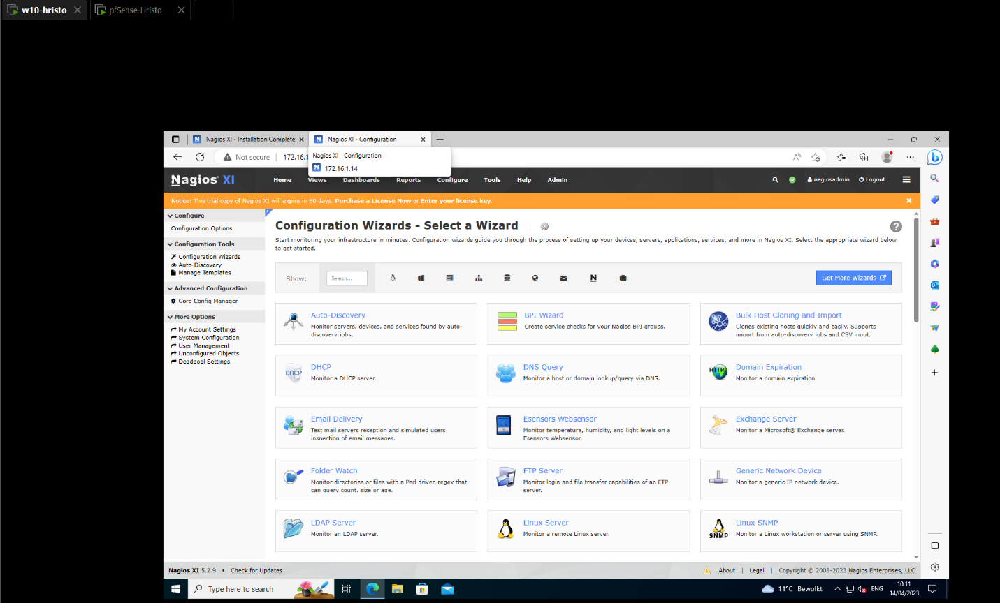 w10-hristo
pfSense-Hristo
Nagios XI - Installation Complete
Nagios XI - Configuration
Not secure
172.16.1
Nagios XI - Configuration
172.16.1.14
Nagios® XI
Home
Views
Dashboards
Reports
Configure
Tools
Help
Admin
nagiosadmin
Logout
Notice: This trial copy of Nagios XI will expire in 60 days. Purchase a License Now or Enter your license key.
Configure
Configuration Options
Configuration Tools
Configuration Wizards
Auto-Discovery
Manage Templates
Advanced Configuration
Core Config Manager
More Options
My Account Settings
System Configuration
User Management
Unconfigured Objects
Deadpool Settings
Configuration Wizards - Select a Wizard
Start monitoring your infrastructure in minutes. Configuration wizards guide you through the process of setting up your devices, servers, applications, services, and more in Nagios XI. Select the appropriate wizard below
to get started.
Show:
Search...
N
Get More Wizards
Auto-Discovery
Monitor servers, devices, and services found by auto-
discovery jobs.
BPI Wizard
Create service checks for your Nagios BPI groups.
Bulk Host Cloning and Import
Clones existing hosts quickly and easily. Supports
import from auto-discovery jobs and CSV input.
DHCP
DHCP
Monitor a DHCP server.
DNS Query
Monitor a host or domain lookup/query via DNS.
HTTP
Domain Expiration
Monitor a domain expiration
Email Delivery
Test mail servers reception and simulated users
inspection of email messages.
Esensors Websensor
Monitor temperature, humidity, and light levels on a
Esensors Websensor.
Exchange Server
Monitor a Microsoft® Exchange server.
Folder Watch
Monitor directories or files with a Perl driven regex that
can query count, size or age.
FTP Server
Monitor login and file transfer capabilities of an FTP
server.
Generic Network Device
Monitor a generic IP network device.
LDAP Server
Monitor an LDAP server.
Linux Server
Monitor a remote Linux server.
SNMP
Linux SNMP
Monitor a Linux workstation or server using SNMP.
Nagios XI 5.2.9 • Check for Updates
About | Legal | Copyright © 2008-2023 Nagios Enterprises, LLC
Type here to search
11°C Bewolkt
ENG
10:11
14/04/2023